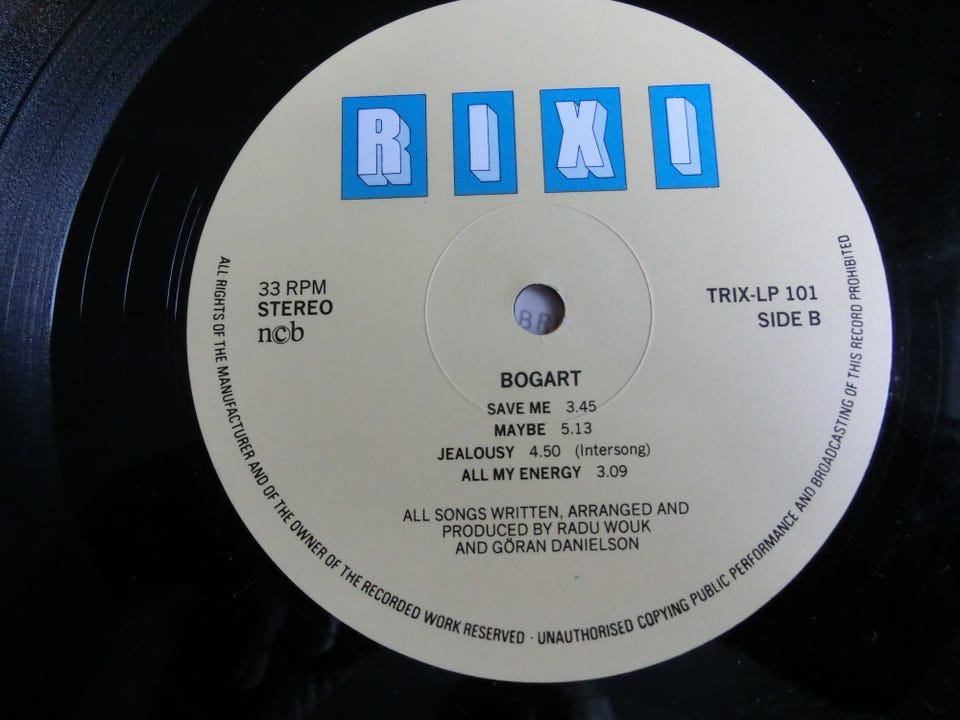 RIXI
33 RPM
STEREO
n©b
TRIX-LP 101
SIDE B
BR
BOGART
SAVE ME 3.45
MAYBE 5.13
JEALOUSY 4.50 (Intersong)
ALL MY ENERGY 3.09
ALL SONGS WRITTEN, ARRANGED AND
PRODUCED BY RADU WOUK
AND GÖRAN DANIELSON
ALL RIGHTS OF THE MANUFACTURER AND OF THE OWNER OF THE RECORDED WORK RESERVED · UNAUTHORISED COPYING PUBLIC PERFORMANCE AND BROADCASTING OF THIS RECORD PROHIBITED